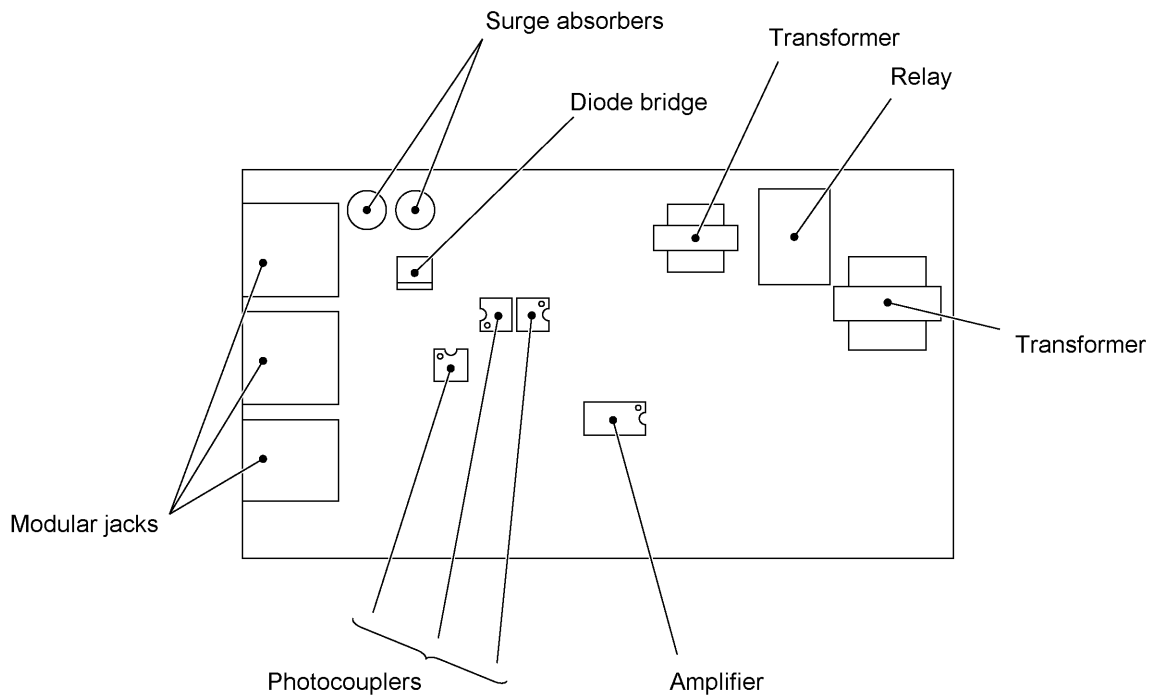 Surge absorbers
Transformer
Relay
Diode bridge
Transformer
Modular jacks
Photocouplers
Amplifier